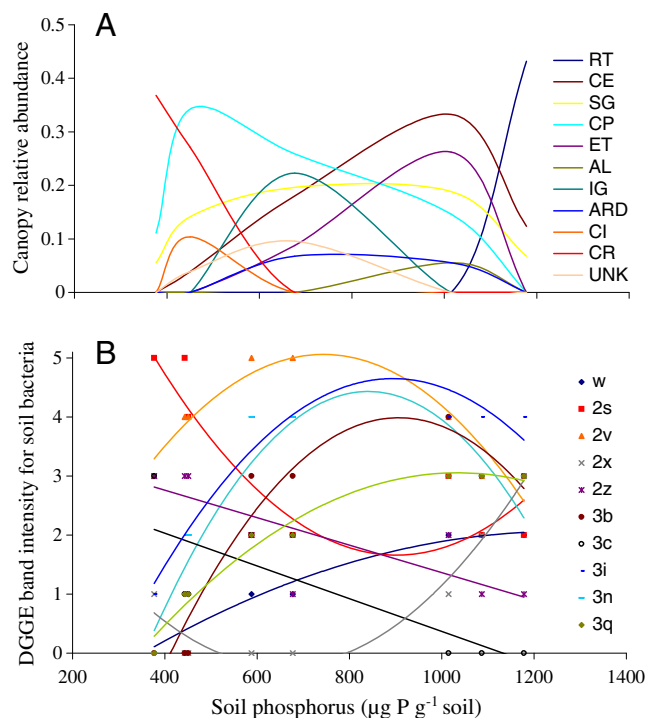 A
Canopy relative abundance
0.5
0.4
0.3
0.2
0.1
0
RT
CE
SG
CP
ET
AL
IG
ARD
CI
CR
UNK
B
DGGE band intensity for soil bacteria
5
4
3
2
1
0
w
2s
2v
2x
2z
3b
3c
3i
3n
3q
200 400 600 800 1000 1200 1400
Soil phosphorus (µg P g⁻¹ soil)